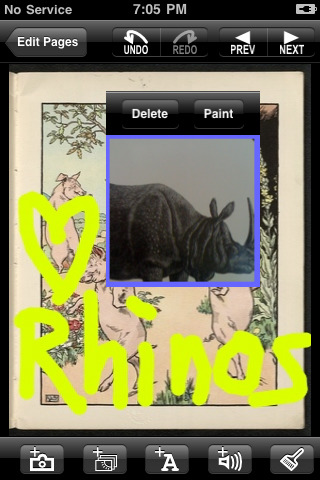 No Service 7:05 PM
Edit Pages UNDO REDO PREV NEXT
Delete Paint
Rhinos
A